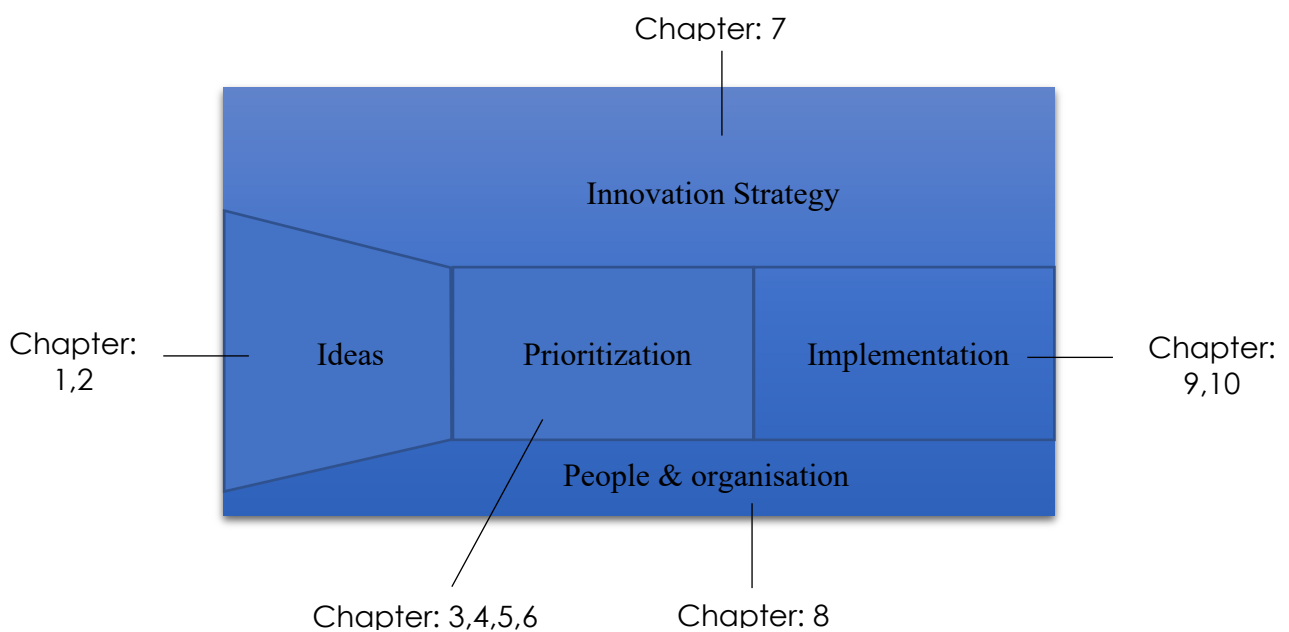 Chapter: 7
Innovation Strategy
Chapter:
1,2
Ideas
Prioritization
Implementation
Chapter:
9,10
People & organisation
Chapter: 3,4,5,6
Chapter: 8